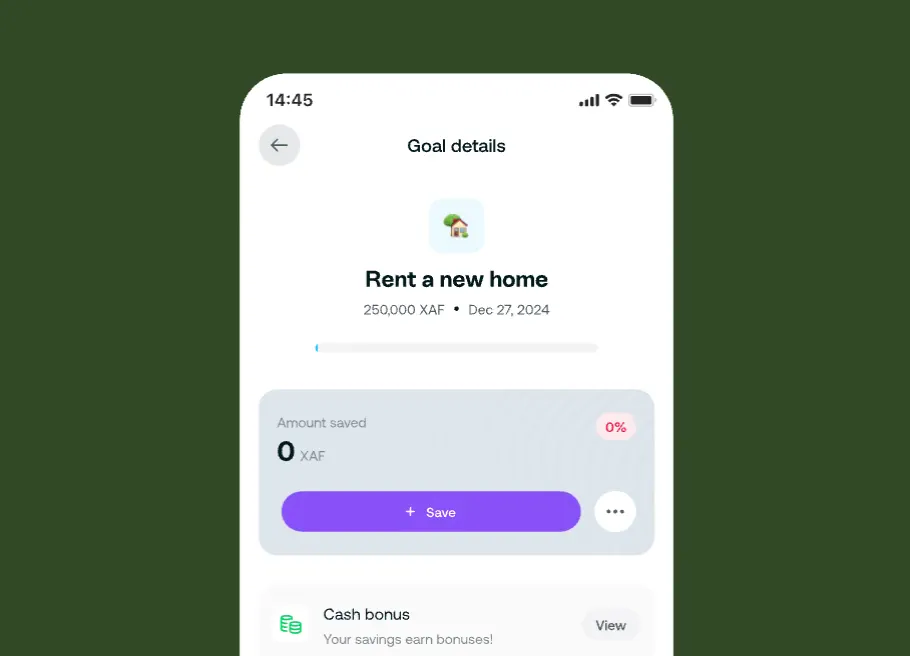 14:45
Goal details
Rent a new home
250,000 XAF • Dec 27, 2024
Amount saved
0%
0 XAF
+ Save
Cash bonus
Your savings earn bonuses!
View